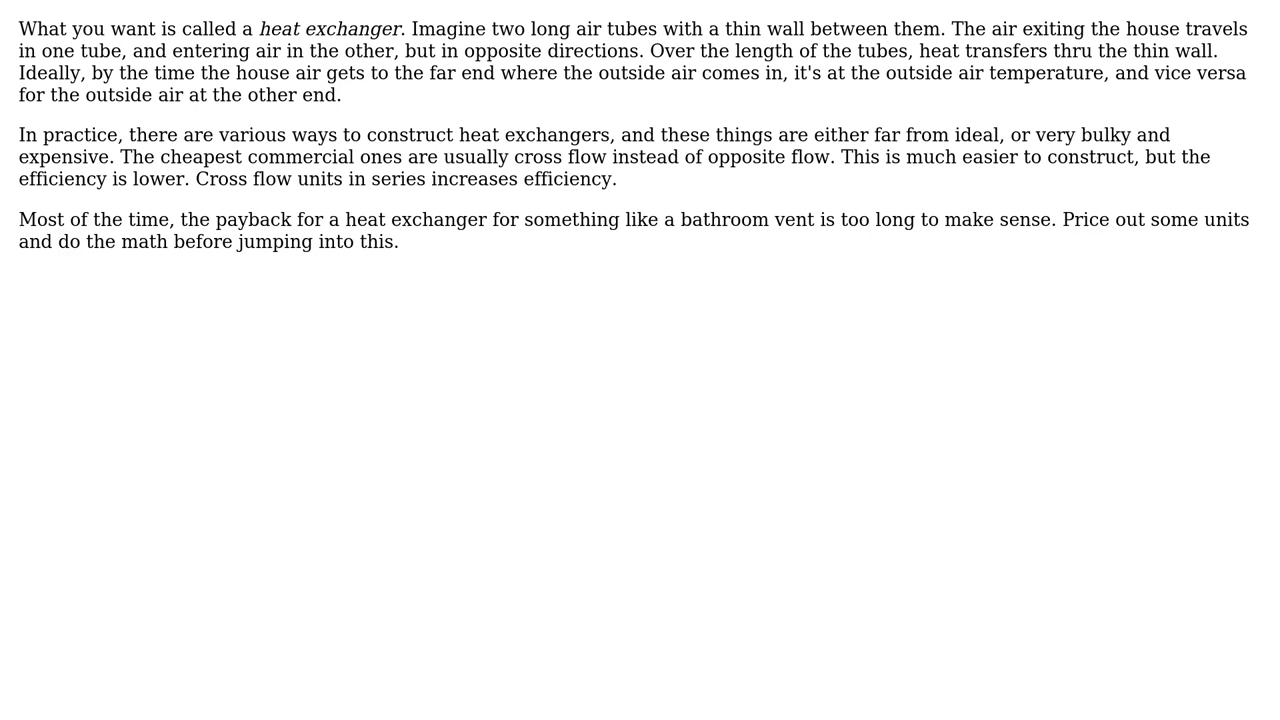 What you want is called a heat exchanger. Imagine two long air tubes with a thin wall between them. The air exiting the house travels
in one tube, and entering air in the other, but in opposite directions. Over the length of the tubes, heat transfers thru the thin wall.
Ideally, by the time the house air gets to the far end where the outside air comes in, it's at the outside air temperature, and vice versa
for the outside air at the other end.
In practice, there are various ways to construct heat exchangers, and these things are either far from ideal, or very bulky and
expensive. The cheapest commercial ones are usually cross flow instead of opposite flow. This is much easier to construct, but the
efficiency is lower. Cross flow units in series increases efficiency.
Most of the time, the payback for a heat exchanger for something like a bathroom vent is too long to make sense. Price out some units
and do the math before jumping into this.